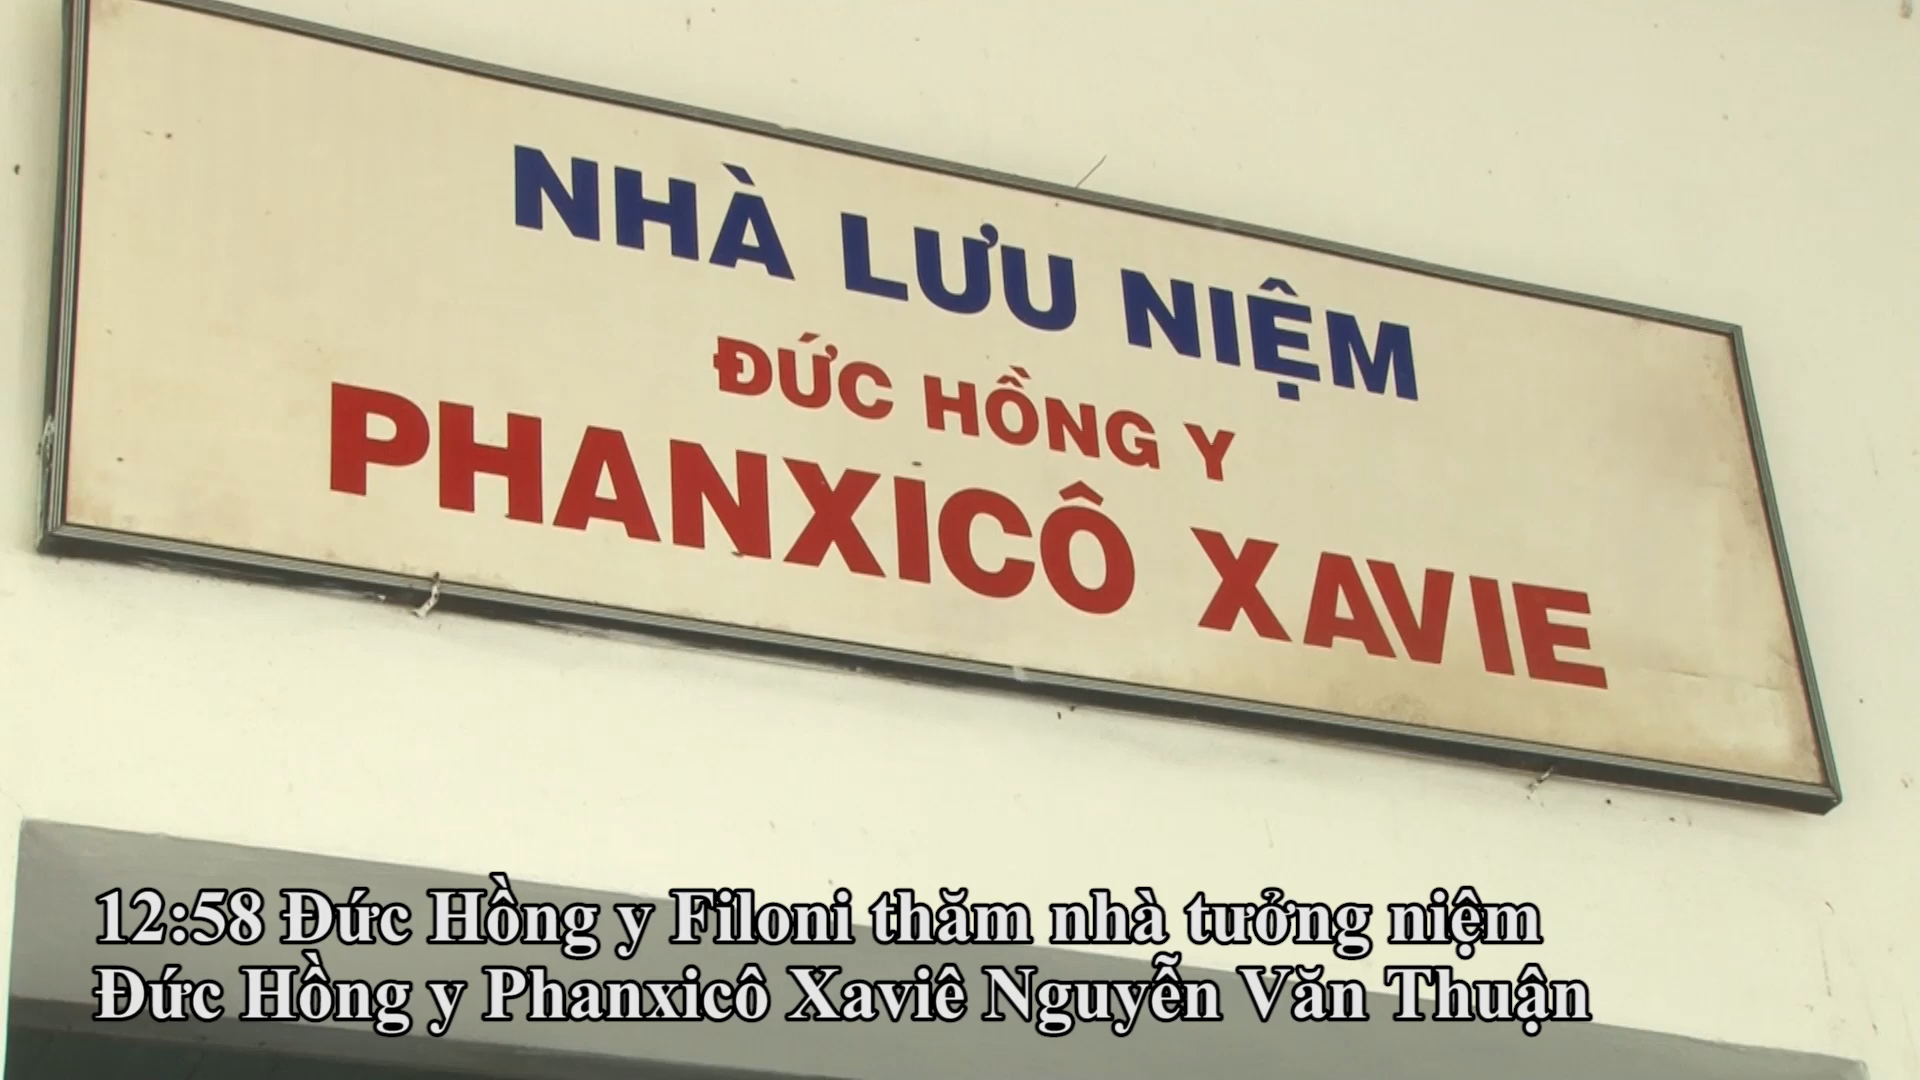 NHÀ LƯU NIỆM
ĐỨC HỒNG Y
PHANXICÔ XAVIE
12:58 Đức Hồng y Filoni thăm nhà tưởng niệm
Đức Hồng y Phanxicô Xaviê Nguyễn Văn Thuận